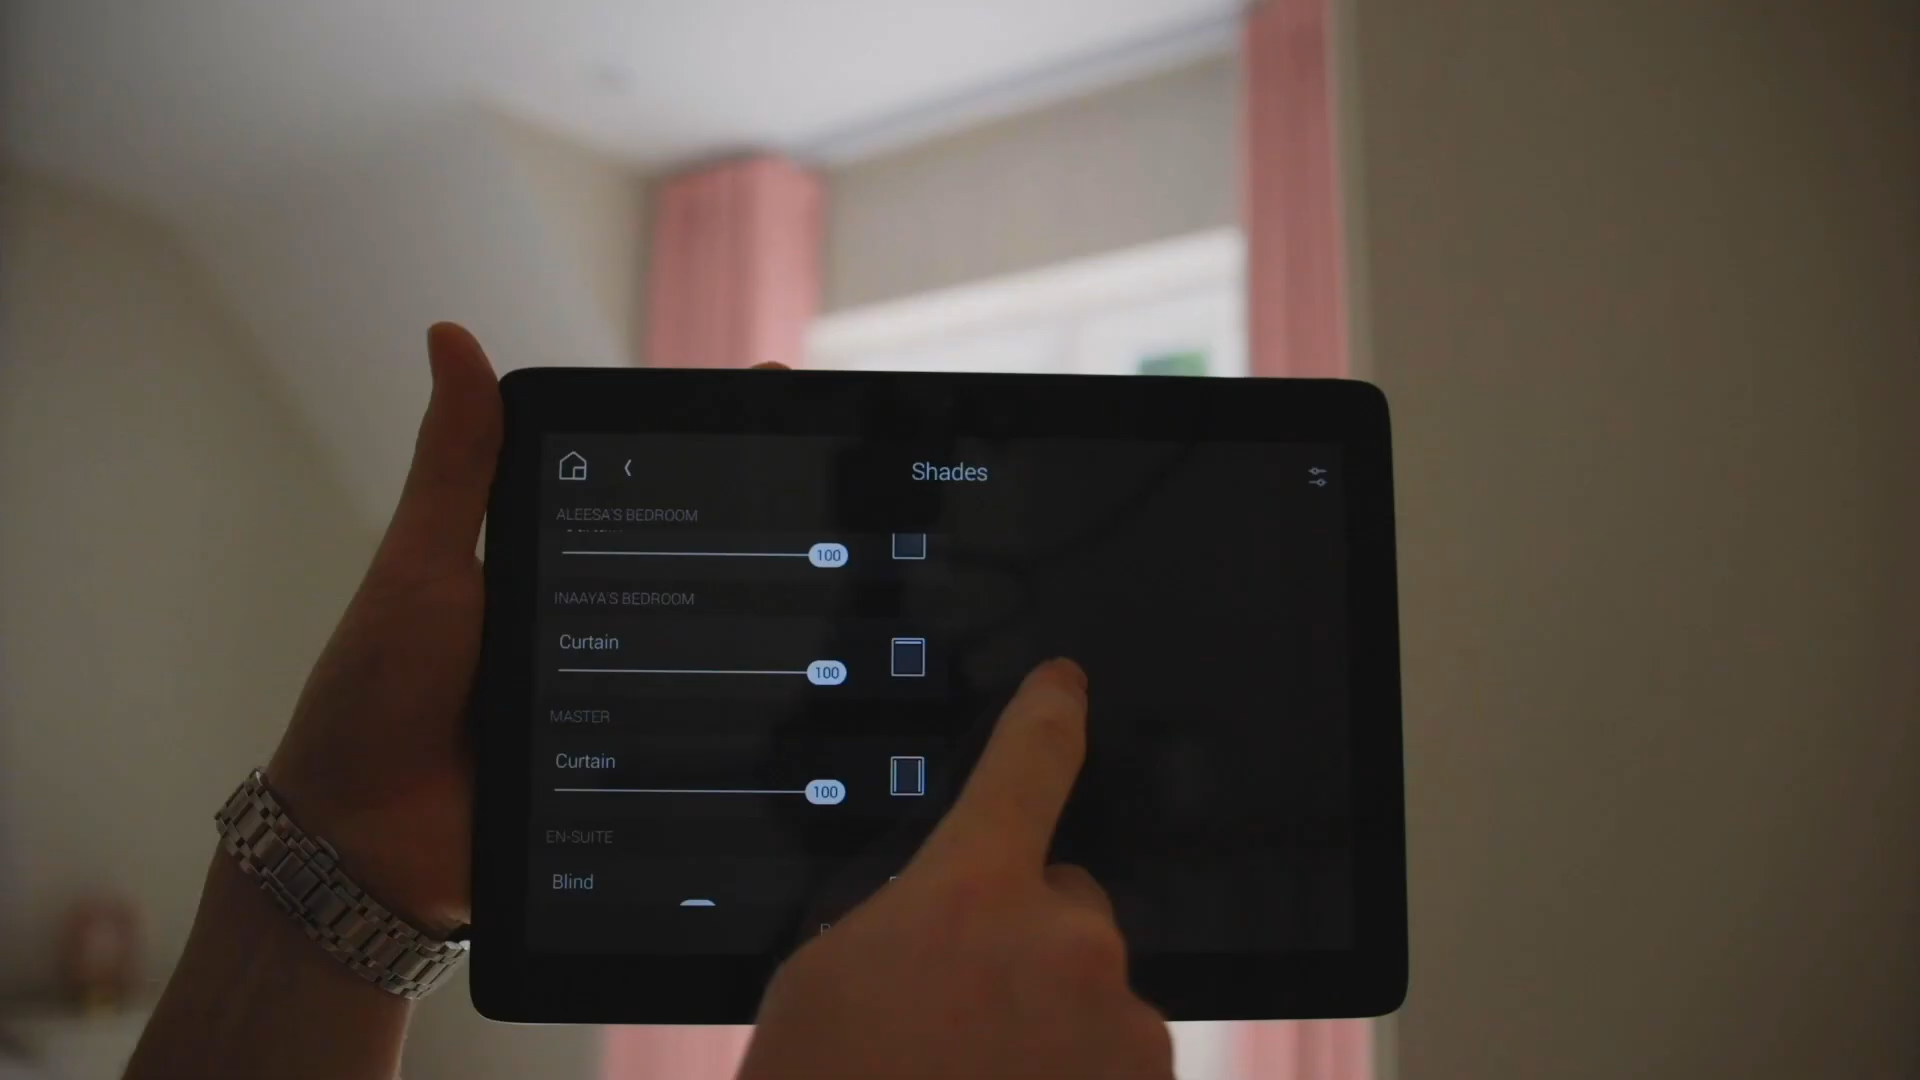 Shades
ALEESA'S BEDROOM
100
INAAYA'S BEDROOM
Curtain
100
MASTER
Curtain
100
EN-SUITE
Blind